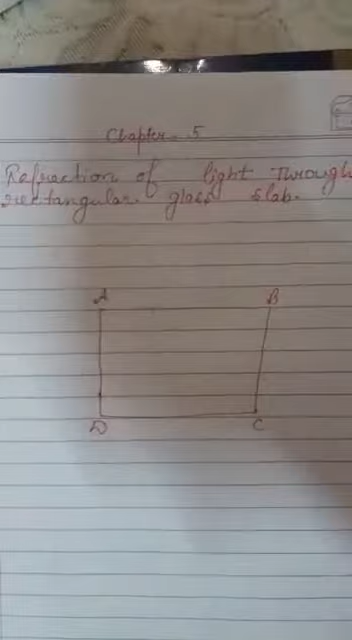 Chapter - 5
Refraction of light Through
rectangular glass slab.
A B
D C